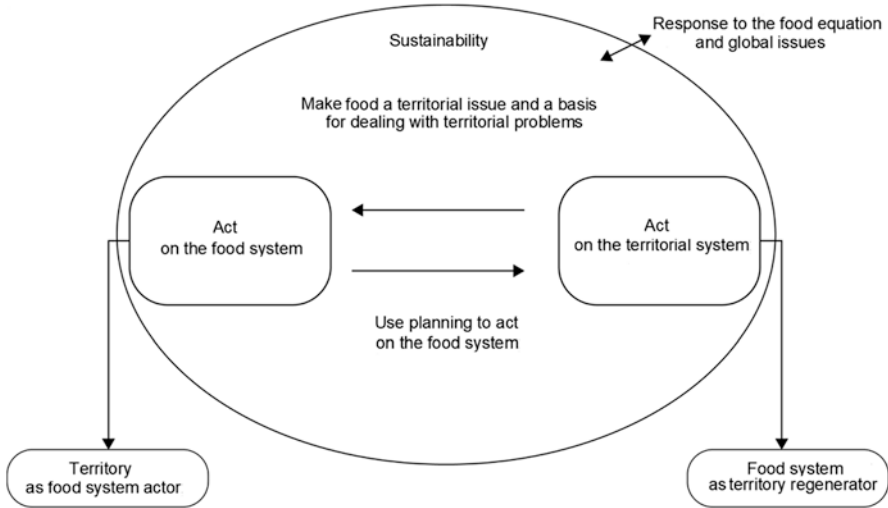 Sustainability
Response to the food equation
and global issues
Make food a territorial issue and a basis
for dealing with territorial problems
Act
on the food system
Act
on the territorial system
Use planning to act
on the food system
Territory
as food system actor
Food system
as territory regenerator